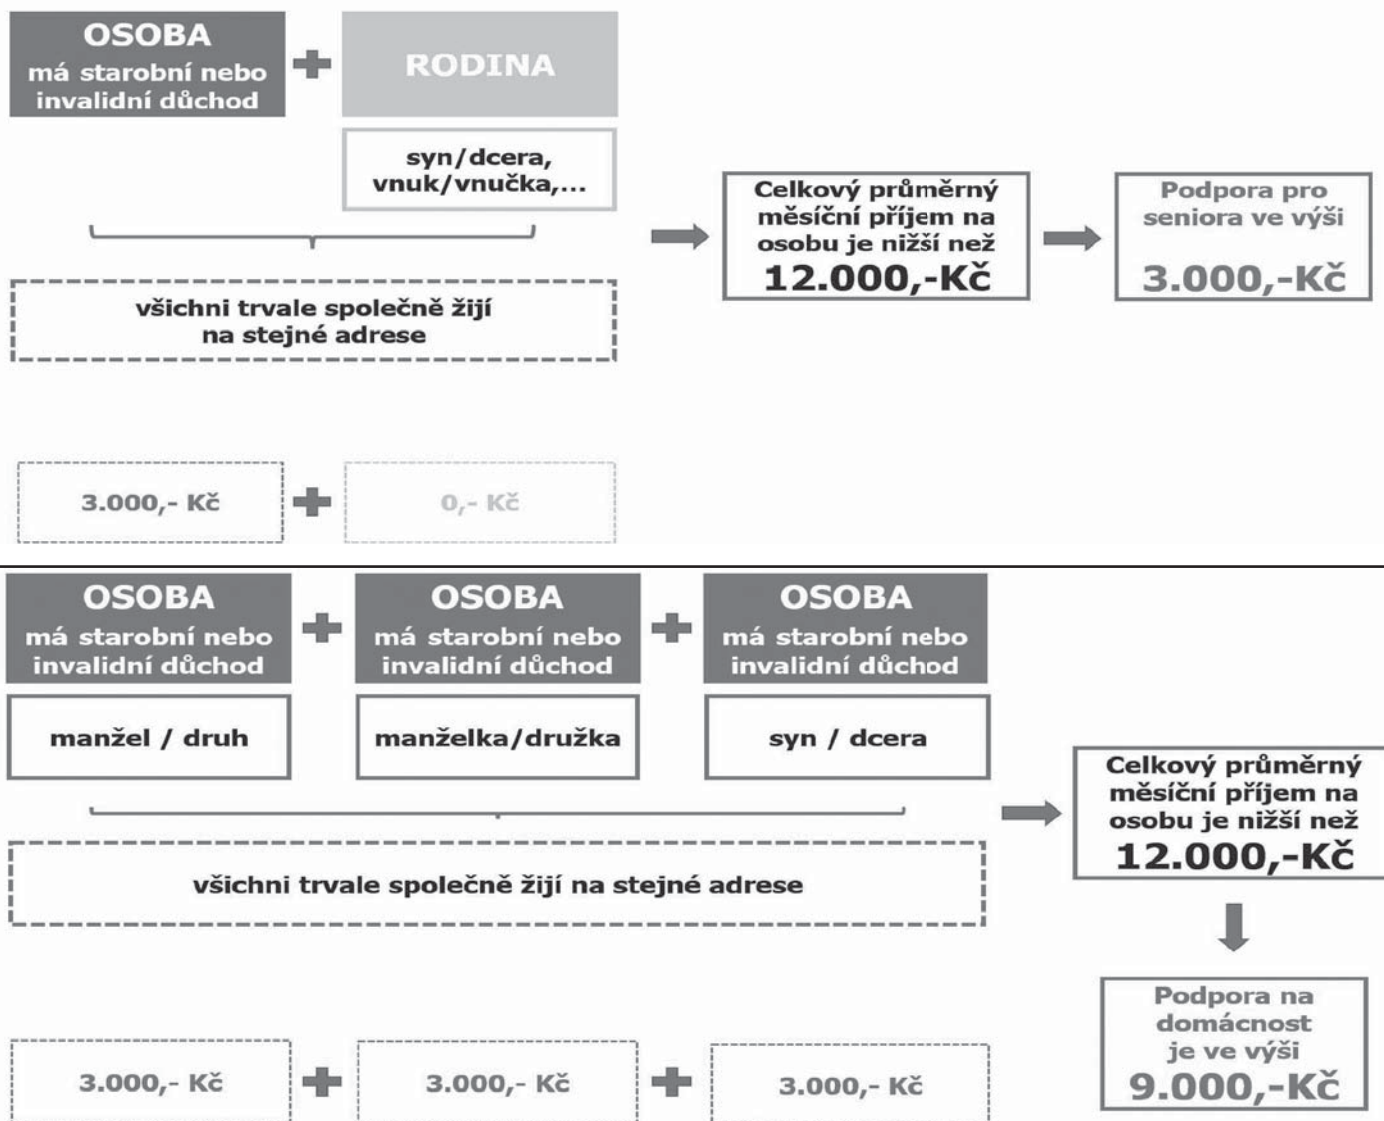 OSOBA
má starobní nebo
invalidní důchod
RODINA
syn/dcera,
vnuk/vnučka,...
všichni trvale společně žijí
na stejné adrese
Celkový průměrný
měsíční příjem na
osobu je nižší než
12.000,-Kč
Podpora pro
seniora ve výši
3.000,-Kč
3.000,- Kč
0,- Kč
OSOBA
má starobní nebo
invalidní důchod
OSOBA
má starobní nebo
invalidní důchod
OSOBA
má starobní nebo
invalidní důchod
manžel / druh
manželka/družka
syn / dcera
všichni trvale společně žijí na stejné adrese
Celkový průměrný
měsíční příjem na
osobu je nižší než
12.000,-Kč
Podpora na
domácnost
je ve výši
9.000,-Kč
3.000,- Kč
3.000,- Kč
3.000,- Kč